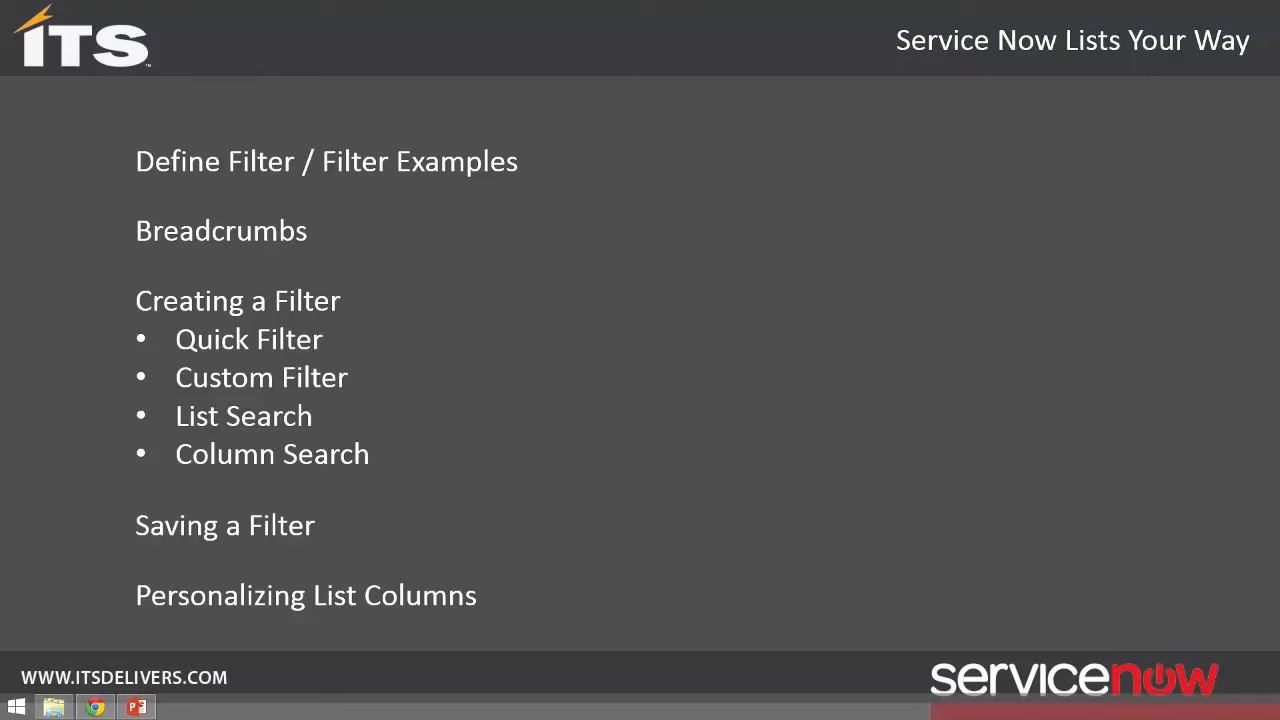 ITS
Service Now Lists Your Way
Define Filter / Filter Examples
Breadcrumbs
Creating a Filter
• Quick Filter
• Custom Filter
• List Search
• Column Search
Saving a Filter
Personalizing List Columns
WWW.ITSDELIVERS.COM
servicenow